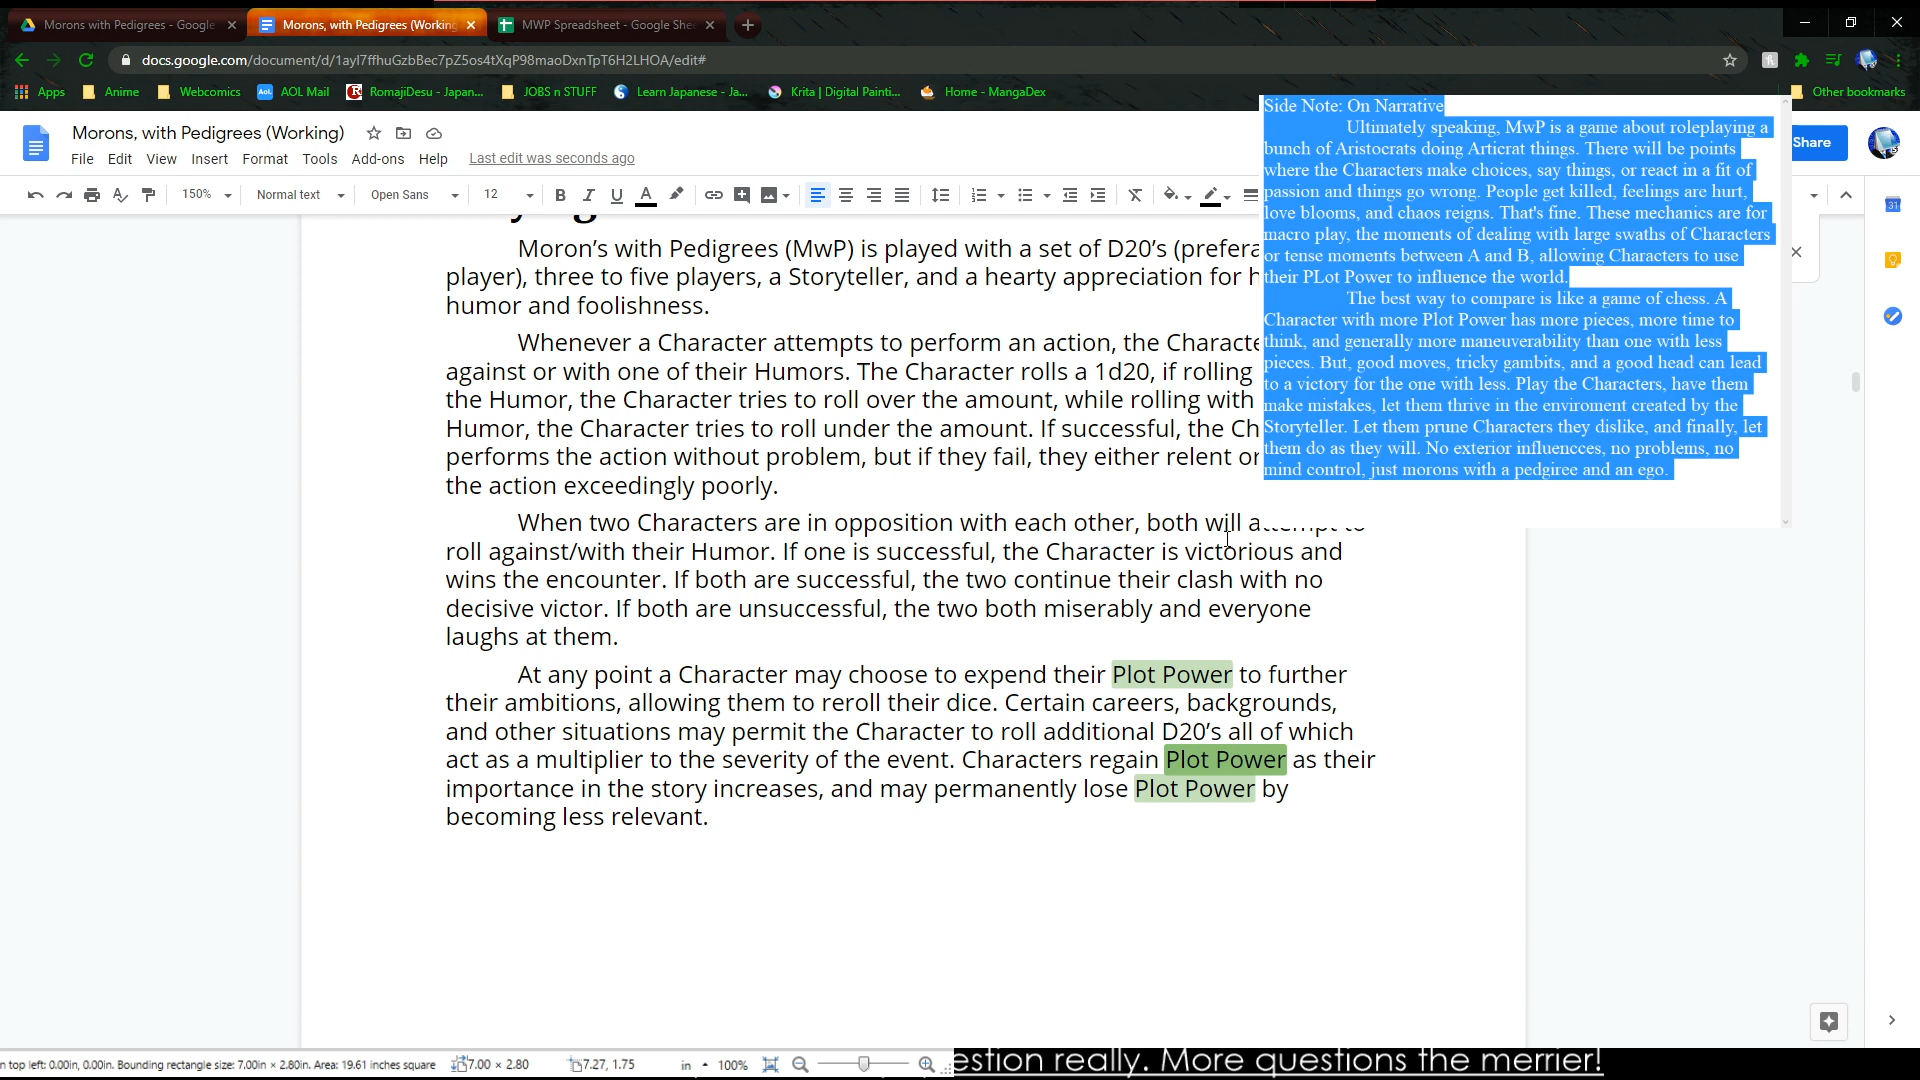 Morons with Pedigrees - Google
Morons, with Pedigrees (Working
MWP Spreadsheet - Google She
docs.google.com/document/d/1ayl7ffhuGzbBec7pZ5os4tXqP98maoDxnTpT6H2LHOA/edit#
Apps
Anime
Webcomics
AOL Mail
RomajiDesu - Japan...
JOBS n STUFF
Learn Japanese - Ja...
Krita | Digital Painti...
Home - MangaDex
Other bookmarks
Morons, with Pedigrees (Working)
File Edit View Insert Format Tools Add-ons Help Last edit was seconds ago
Share
150% Normal text Open Sans 12
Moron’s with Pedigrees (MwP) is played with a set of D20’s (prefera
player), three to five players, a Storyteller, and a hearty appreciation for h
humor and foolishness.
Whenever a Character attempts to perform an action, the Characte
against or with one of their Humors. The Character rolls a 1d20, if rolling
the Humor, the Character tries to roll over the amount, while rolling with
Humor, the Character tries to roll under the amount. If successful, the Ch
performs the action without problem, but if they fail, they either relent or
the action exceedingly poorly.
When two Characters are in opposition with each other, both will attempt to
roll against/with their Humor. If one is successful, the Character is victorious and
wins the encounter. If both are successful, the two continue their clash with no
decisive victor. If both are unsuccessful, the two both miserably and everyone
laughs at them.
At any point a Character may choose to expend their Plot Power to further
their ambitions, allowing them to reroll their dice. Certain careers, backgrounds,
and other situations may permit the Character to roll additional D20’s all of which
act as a multiplier to the severity of the event. Characters regain Plot Power as their
importance in the story increases, and may permanently lose Plot Power by
becoming less relevant.
Side Note: On Narrative
Ultimately speaking, MwP is a game about roleplaying a
bunch of Aristocrats doing Articrat things. There will be points
where the Characters make choices, say things, or react in a fit of
passion and things go wrong. People get killed, feelings are hurt,
love blooms, and chaos reigns. That's fine. These mechanics are for
macro play, the moments of dealing with large swaths of Characters
or tense moments between A and B, allowing Characters to use
their PLot Power to influence the world.
The best way to compare is like a game of chess. A
Character with more Plot Power has more pieces, more time to
think, and generally more maneuverability than one with less
pieces. But, good moves, tricky gambits, and a good head can lead
to a victory for the one with less. Play the Characters, have them
make mistakes, let them thrive in the enviroment created by the
Storyteller. Let them prune Characters they dislike, and finally, let
them do as they will. No exterior influencces, no problems, no
mind control, just morons with a pedgiree and an ego.
n top left: 0.00in, 0.00in. Bounding rectangle size: 7.00in × 2.80in. Area: 19.61 inches square
7.00 × 2.80
7.27, 1.75
in
100%
estion really. More questions the merrier!